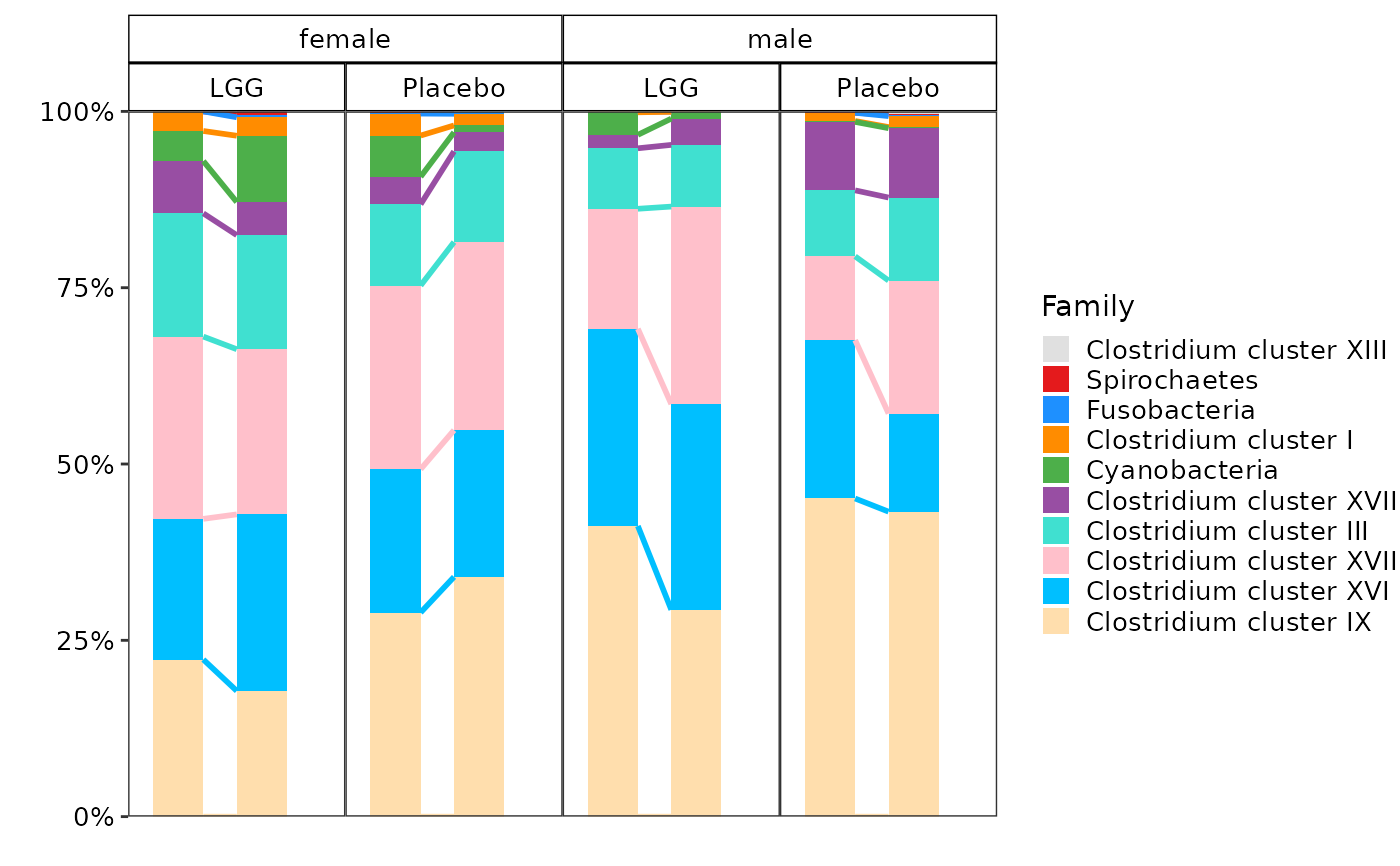 female male
LGG Placebo LGG Placebo
100%
75%
50%
25%
0%
Family
Clostridium cluster XIII
Spirochaetes
Fusobacteria
Clostridium cluster I
Cyanobacteria
Clostridium cluster XVII
Clostridium cluster III
Clostridium cluster XVII
Clostridium cluster XVI
Clostridium cluster IX